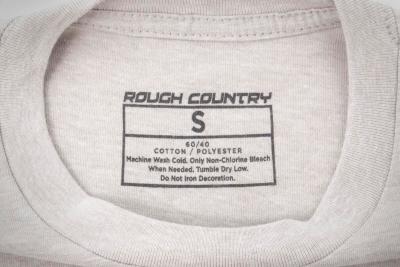 ROUGH COUNTRY
S
60/40
COTTON / POLYESTER
Machine Wash Cold. Only Non-Chlorine Bleach
When Needed. Tumble Dry Low.
Do Not Iron Decoration.